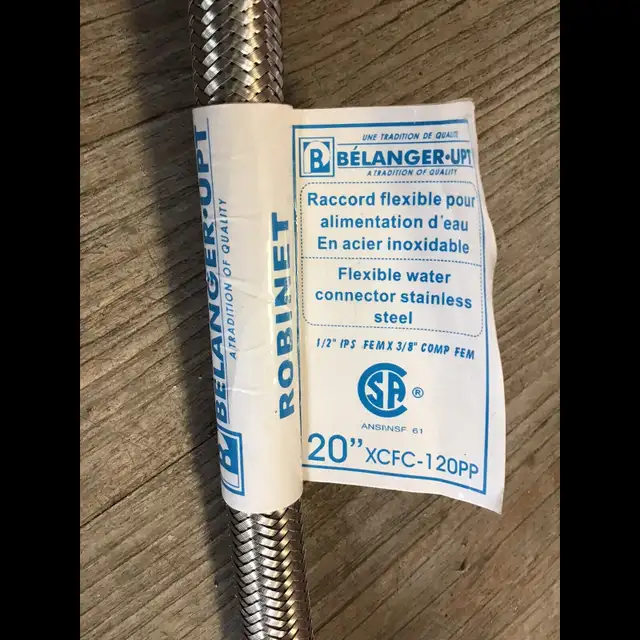 UNE TRADITION DE QUALITÉ
B
BÉLANGER·UPT
A TRADITION OF QUALITY
Raccord flexible pour
alimentation d'eau
En acier inoxidable
Flexible water
connector stainless
steel
1/2" IPS FEM X 3/8" COMP FEM
CSA ®
ANSI\NSF 61
20" XCFC-120PP
B
BÉLANGER·UPT
A TRADITION OF QUALITY
ROBINET